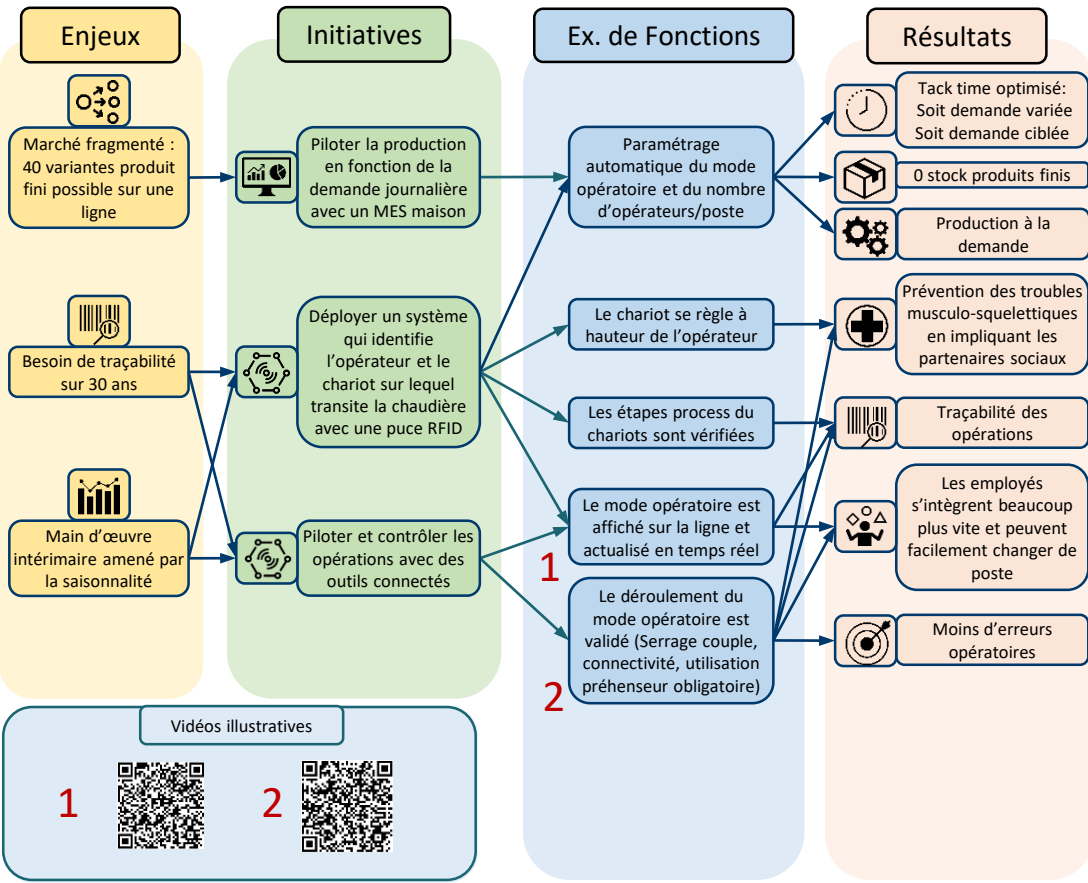 Enjeux
Initiatives
Ex. de Fonctions
Résultats
Marché fragmenté :
40 variantes produit
fini possible sur une
ligne
Besoin de traçabilité
sur 30 ans
Main d’œuvre
intérimaire amené par
la saisonnalité
Piloter la production
en fonction de la
demande journalière
avec un MES maison
Déployer un système
qui identifie
l’opérateur et le
chariot sur lequel
transite la chaudière
avec une puce RFID
Piloter et contrôler les
opérations avec des
outils connectés
Paramétrage
automatique du mode
opératoire et du nombre
d’opérateurs/poste
Le chariot se règle à
hauteur de l’opérateur
Les étapes process du
chariots sont vérifiées
Le mode opératoire est
affiché sur la ligne et
actualisé en temps réel
1
Le déroulement du
mode opératoire est
validé (Serrage couple,
connectivité, utilisation
préhenseur obligatoire)
2
Tack time optimisé:
Soit demande variée
Soit demande ciblée
0 stock produits finis
Production à la
demande
Prévention des troubles
musculo-squelettiques
en impliquant les
partenaires sociaux
Traçabilité des
opérations
Les employés
s’intègrent beaucoup
plus vite et peuvent
facilement changer de
poste
Moins d’erreurs
opératoires
Vidéos illustratives
1
2